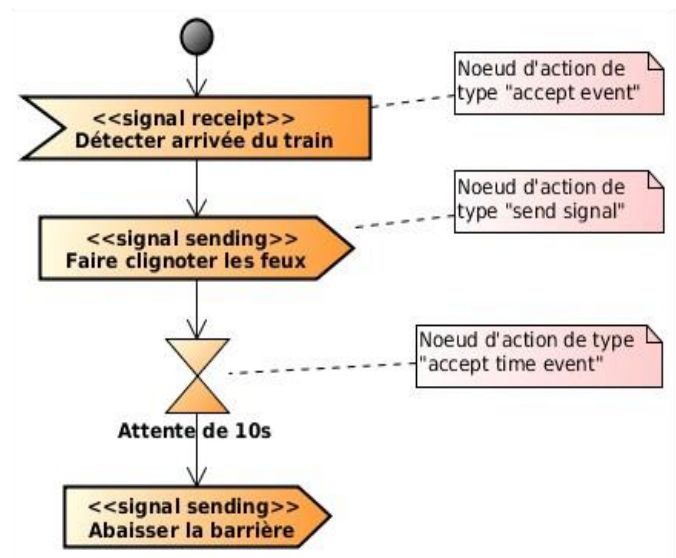 <<signal receipt>>
Détecter arrivée du train
Noeud d'action de
type "accept event"
<<signal sending>>
Faire clignoter les feux
Noeud d'action de
type "send signal"
Noeud d'action de type
"accept time event"
Attente de 10s
<<signal sending>>
Abaisser la barrière